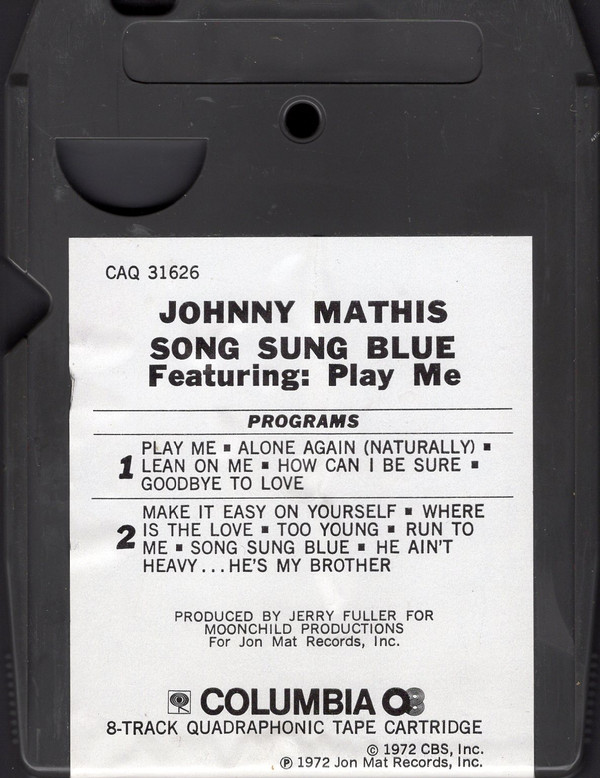 CAQ 31626
JOHNNY MATHIS
SONG SUNG BLUE
Featuring: Play Me
PROGRAMS
1 PLAY ME ▪ ALONE AGAIN (NATURALLY) ▪
LEAN ON ME ▪ HOW CAN I BE SURE ▪
GOODBYE TO LOVE
2 MAKE IT EASY ON YOURSELF ▪ WHERE
IS THE LOVE ▪ TOO YOUNG ▪ RUN TO
ME ▪ SONG SUNG BLUE ▪ HE AIN'T
HEAVY...HE'S MY BROTHER
PRODUCED BY JERRY FULLER FOR
MOONCHILD PRODUCTIONS
For Jon Mat Records, Inc.
COLUMBIA Q8
8-TRACK QUADRAPHONIC TAPE CARTRIDGE
© 1972 CBS, Inc.
℗ 1972 Jon Mat Records, Inc.